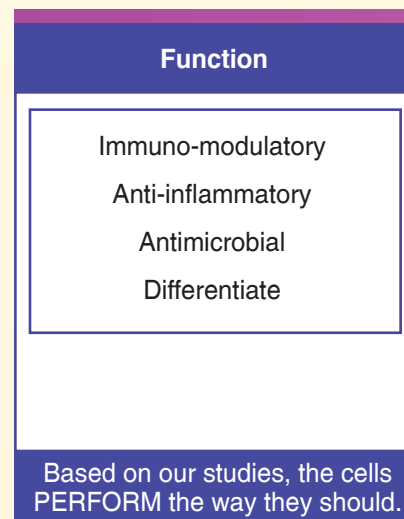 Function
Immuno-modulatory
Anti-inflammatory
Antimicrobial
Differentiate
Based on our studies, the cells
PERFORM the way they should.